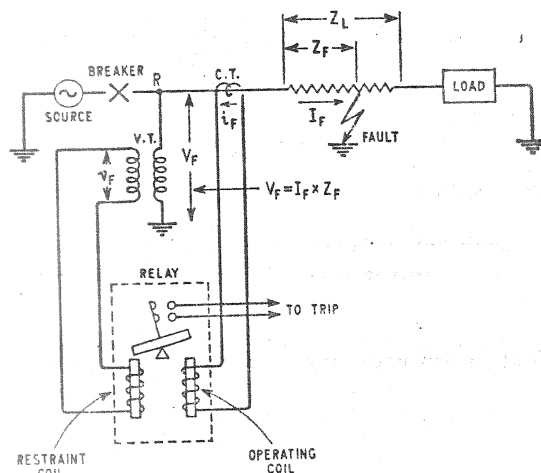 Z_L
Z_F
BREAKER
R
C.T.
SOURCE
i_F
I_F
LOAD
FAULT
V.T.
v_F
V_F
V_F = I_F x Z_F
RELAY
TO TRIP
RESTRAINT
COIL
OPERATING
COIL